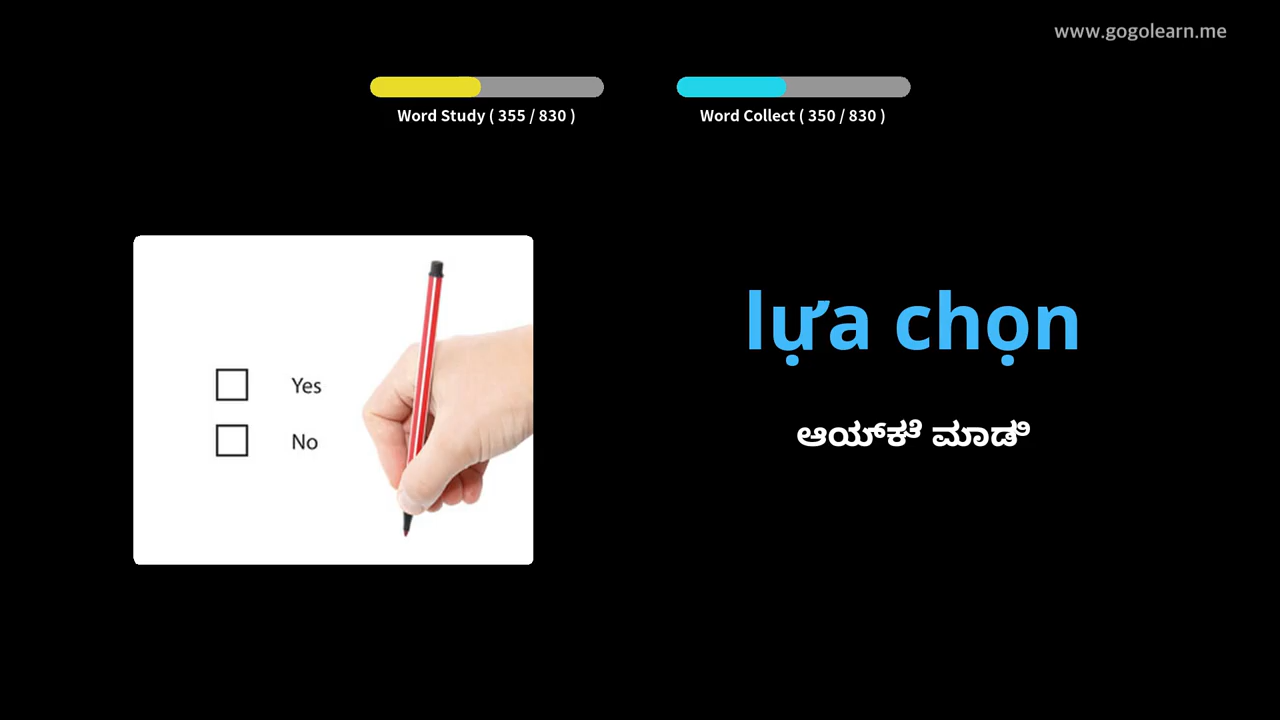 www.gogolearn.me
Word Study ( 355 / 830 )
Word Collect ( 350 / 830 )
Yes
No
lựa chọn
ಆಯ್ಕೆ ಮಾಡಿ